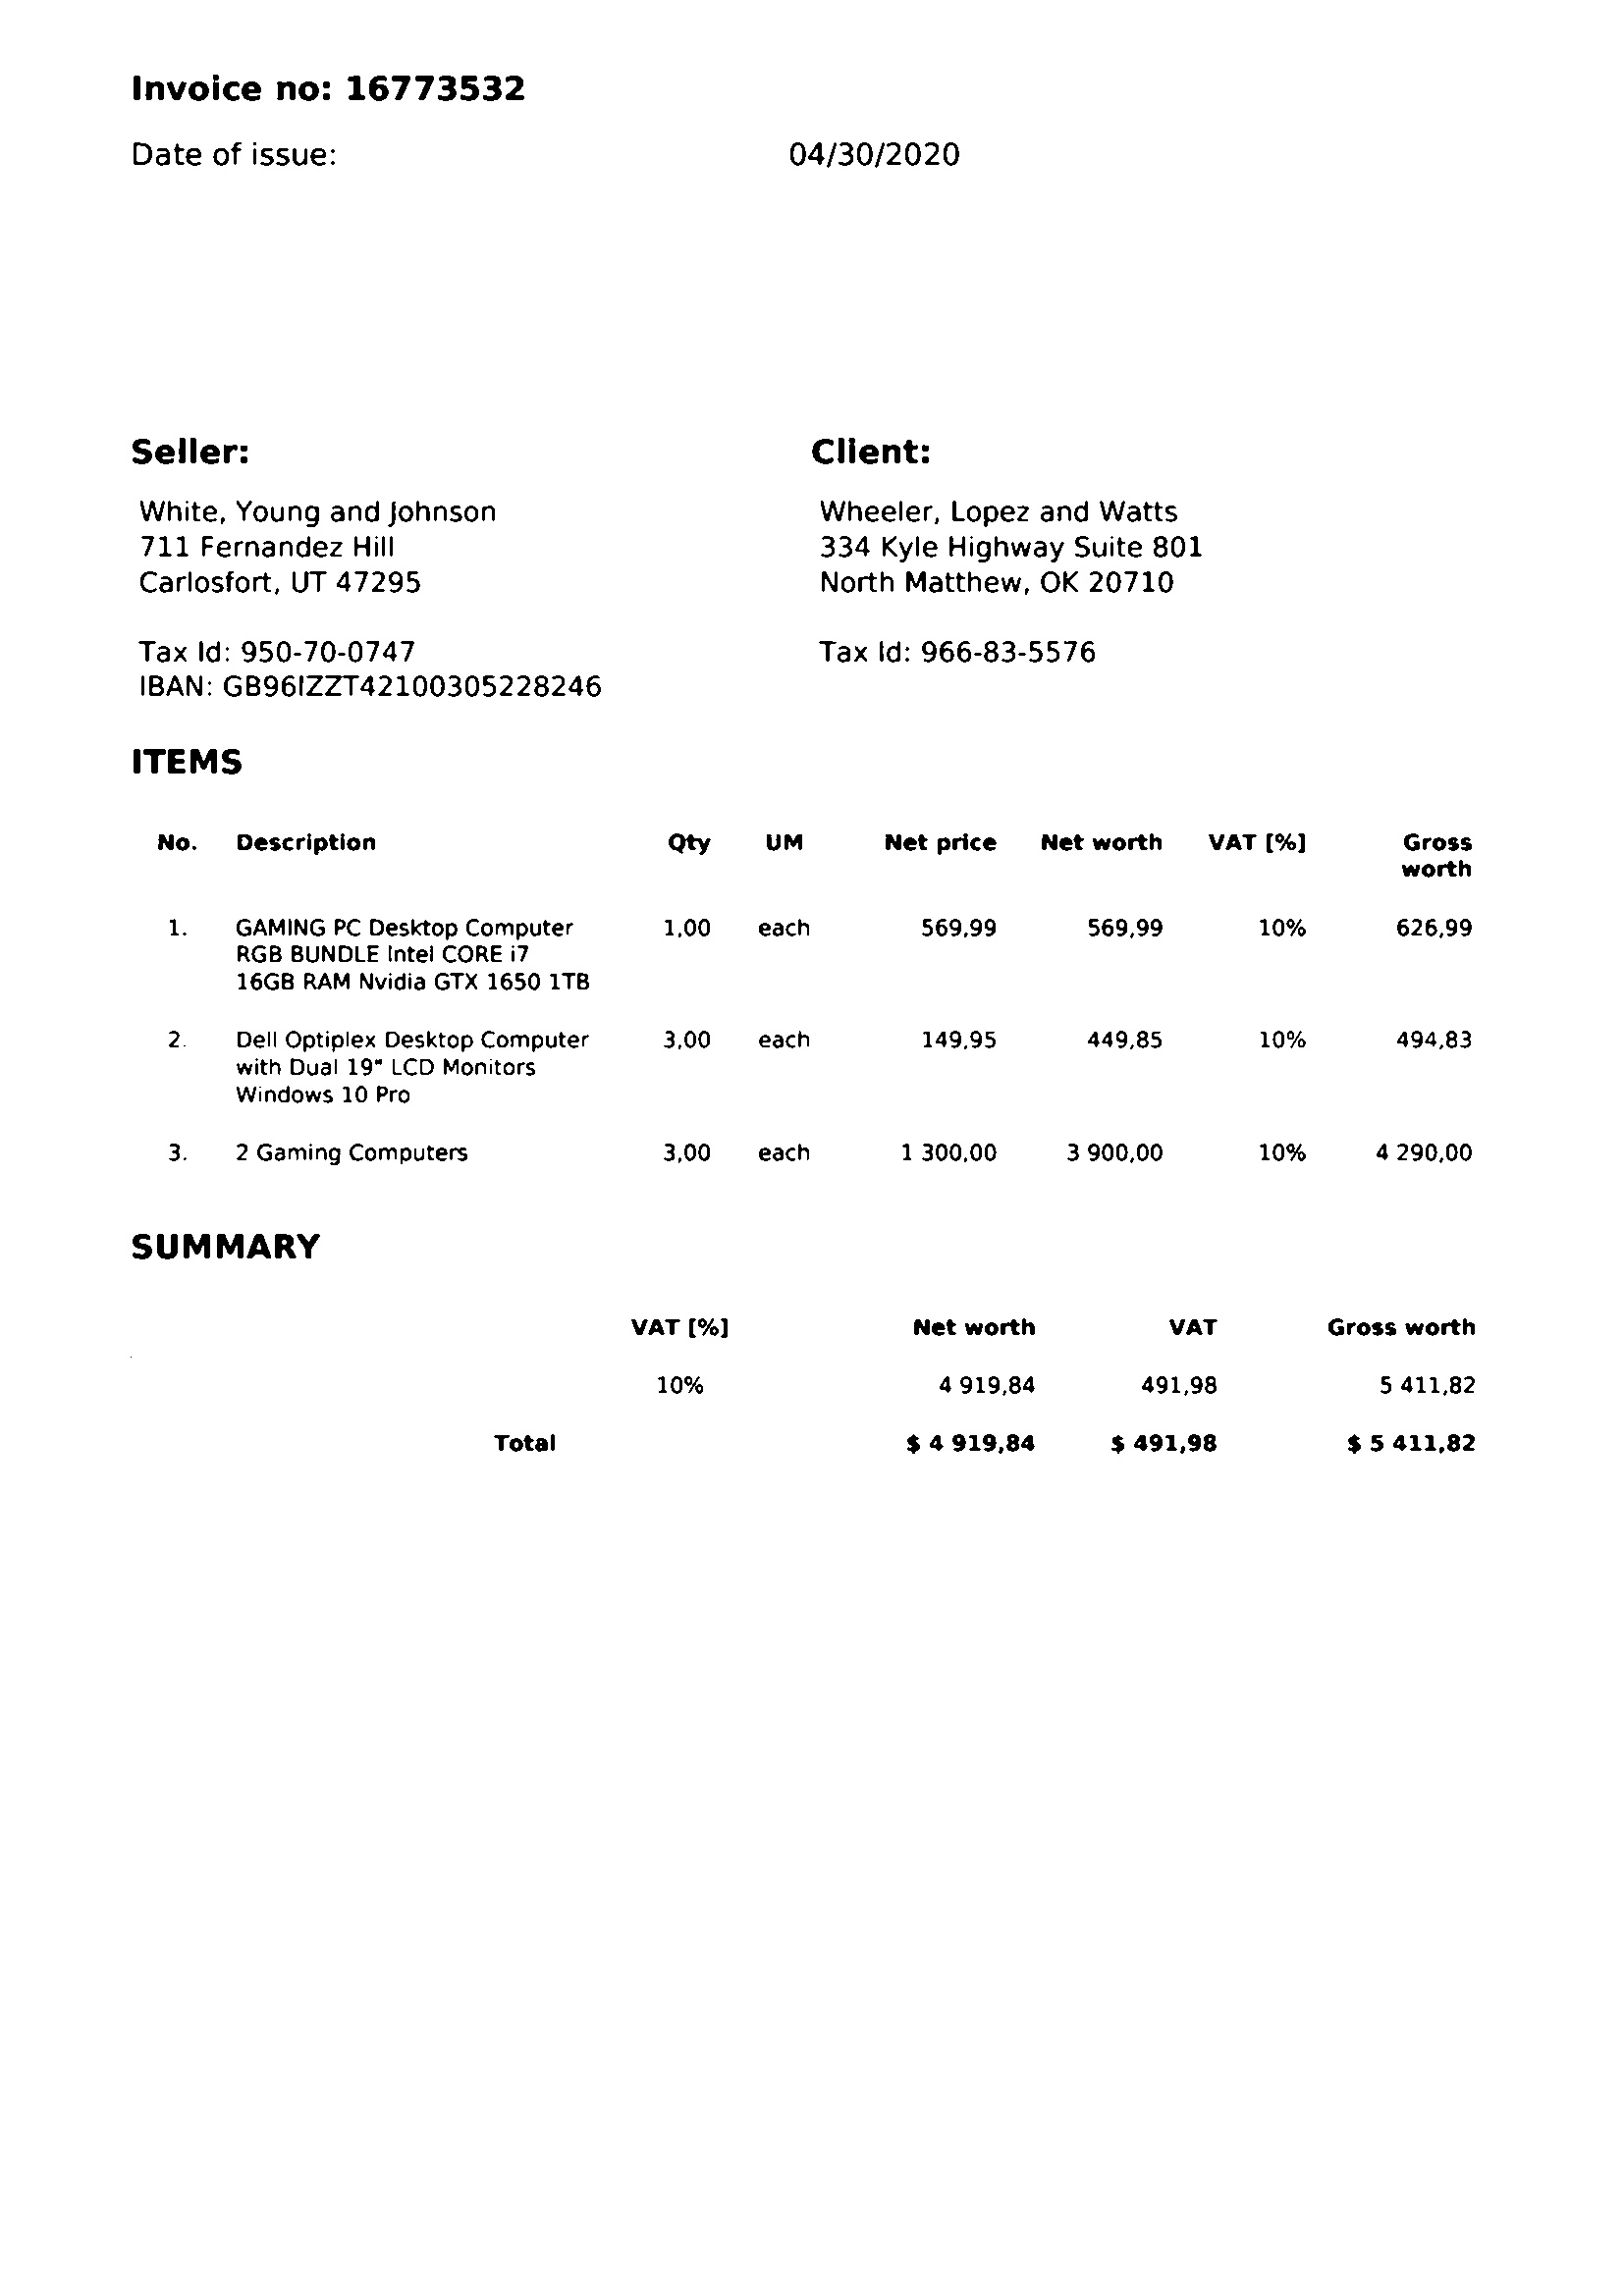 Invoice no: 16773532
Date of issue: 04/30/2020
Seller:
White, Young and Johnson
711 Fernandez Hill
Carlosfort, UT 47295
Tax Id: 950-70-0747
IBAN: GB96IZZT42100305228246
Client:
Wheeler, Lopez and Watts
334 Kyle Highway Suite 801
North Matthew, OK 20710
Tax Id: 966-83-5576
ITEMS
No. Description Qty UM Net price Net worth VAT [%] Gross
worth
1. GAMING PC Desktop Computer 1,00 each 569,99 569,99 10% 626,99
RGB BUNDLE Intel CORE i7
16GB RAM Nvidia GTX 1650 1TB
2. Dell Optiplex Desktop Computer 3,00 each 149,95 449,85 10% 494,83
with Dual 19" LCD Monitors
Windows 10 Pro
3. 2 Gaming Computers 3,00 each 1 300,00 3 900,00 10% 4 290,00
SUMMARY
VAT [%] Net worth VAT Gross worth
10% 4 919,84 491,98 5 411,82
Total $ 4 919,84 $ 491,98 $ 5 411,82